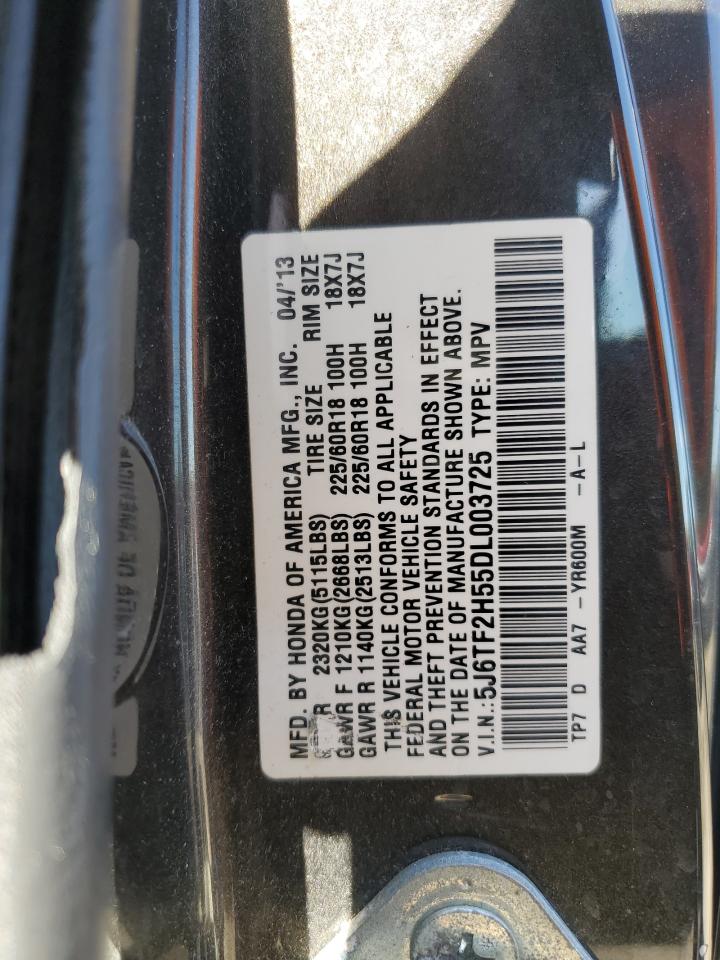 MFD. BY HONDA OF AMERICA MFG., INC. 04/'13
R TIRE SIZE RIM SIZE
2320KG(5115LBS)
GAWR F 1210KG(2668LBS) 225/60R18 100H 18X7J
GAWR R 1140KG(2513LBS) 225/60R18 100H 18X7J
THIS VEHICLE CONFORMS TO ALL APPLICABLE
FEDERAL MOTOR VEHICLE SAFETY
AND THEFT PREVENTION STANDARDS IN EFFECT
ON THE DATE OF MANUFACTURE SHOWN ABOVE.
V.I.N.:5J6TF2H55DL003725 TYPE: MPV
TP7 D AA7 -YR600M -A-L